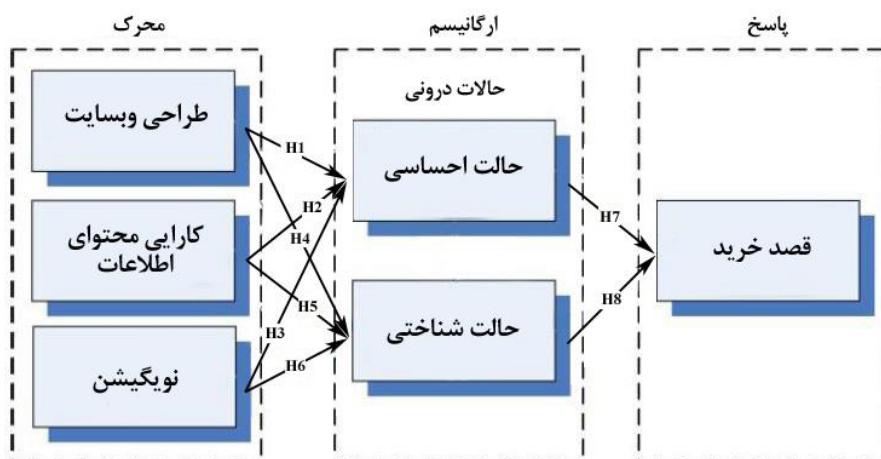 محرک
ارگانیسم
پاسخ
حالات درونی
طراحی وبسایت
کارایی محتوای
اطلاعات
نویگیشن
حالت احساسی
حالت شناختی
قصد خرید
H1
H2
H4
H5
H3
H6
H7
H8